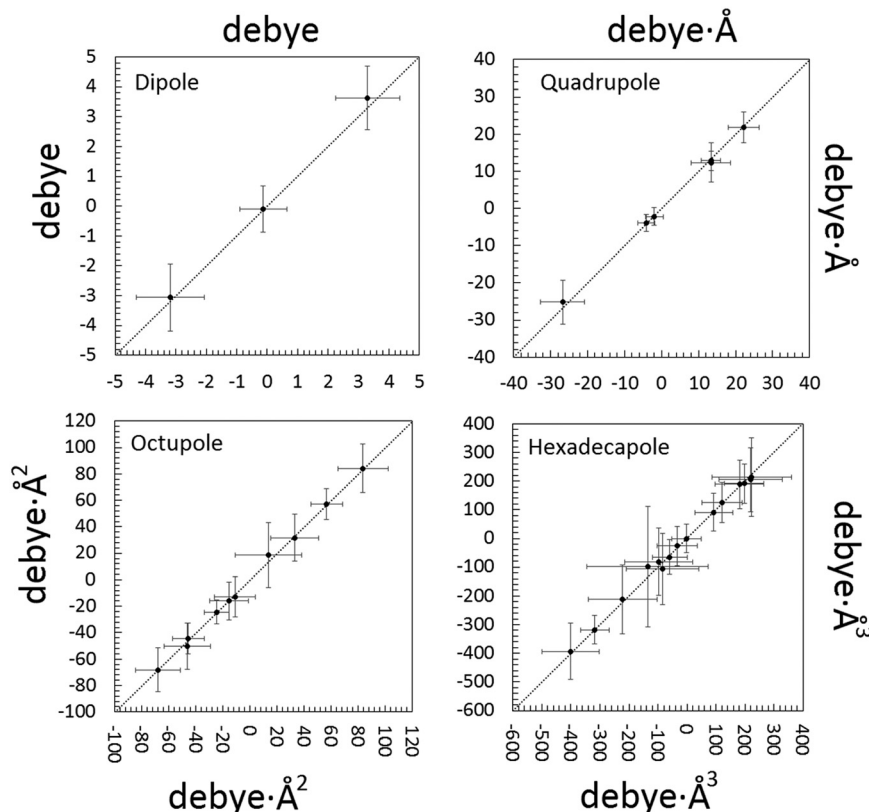 debye
debye·Å
Dipole
Quadrupole
debye
debye·Å
5
4
3
2
1
0
-1
-2
-3
-4
-5
-5 -4 -3 -2 -1 0 1 2 3 4 5
40
30
20
10
0
-10
-20
-30
-40
-40 -30 -20 -10 0 10 20 30 40
Octupole
Hexadecapole
debye·Å2
debye·Å3
120
100
80
60
40
20
0
-20
-40
-60
-80
-100
-100 -80 -60 -40 -20 0 20 40 60 80 100 120
400
300
200
100
0
-100
-200
-300
-400
-500
-600
-600 -500 -400 -300 -200 -100 0 100 200 300 400
debye·Å2
debye·Å3